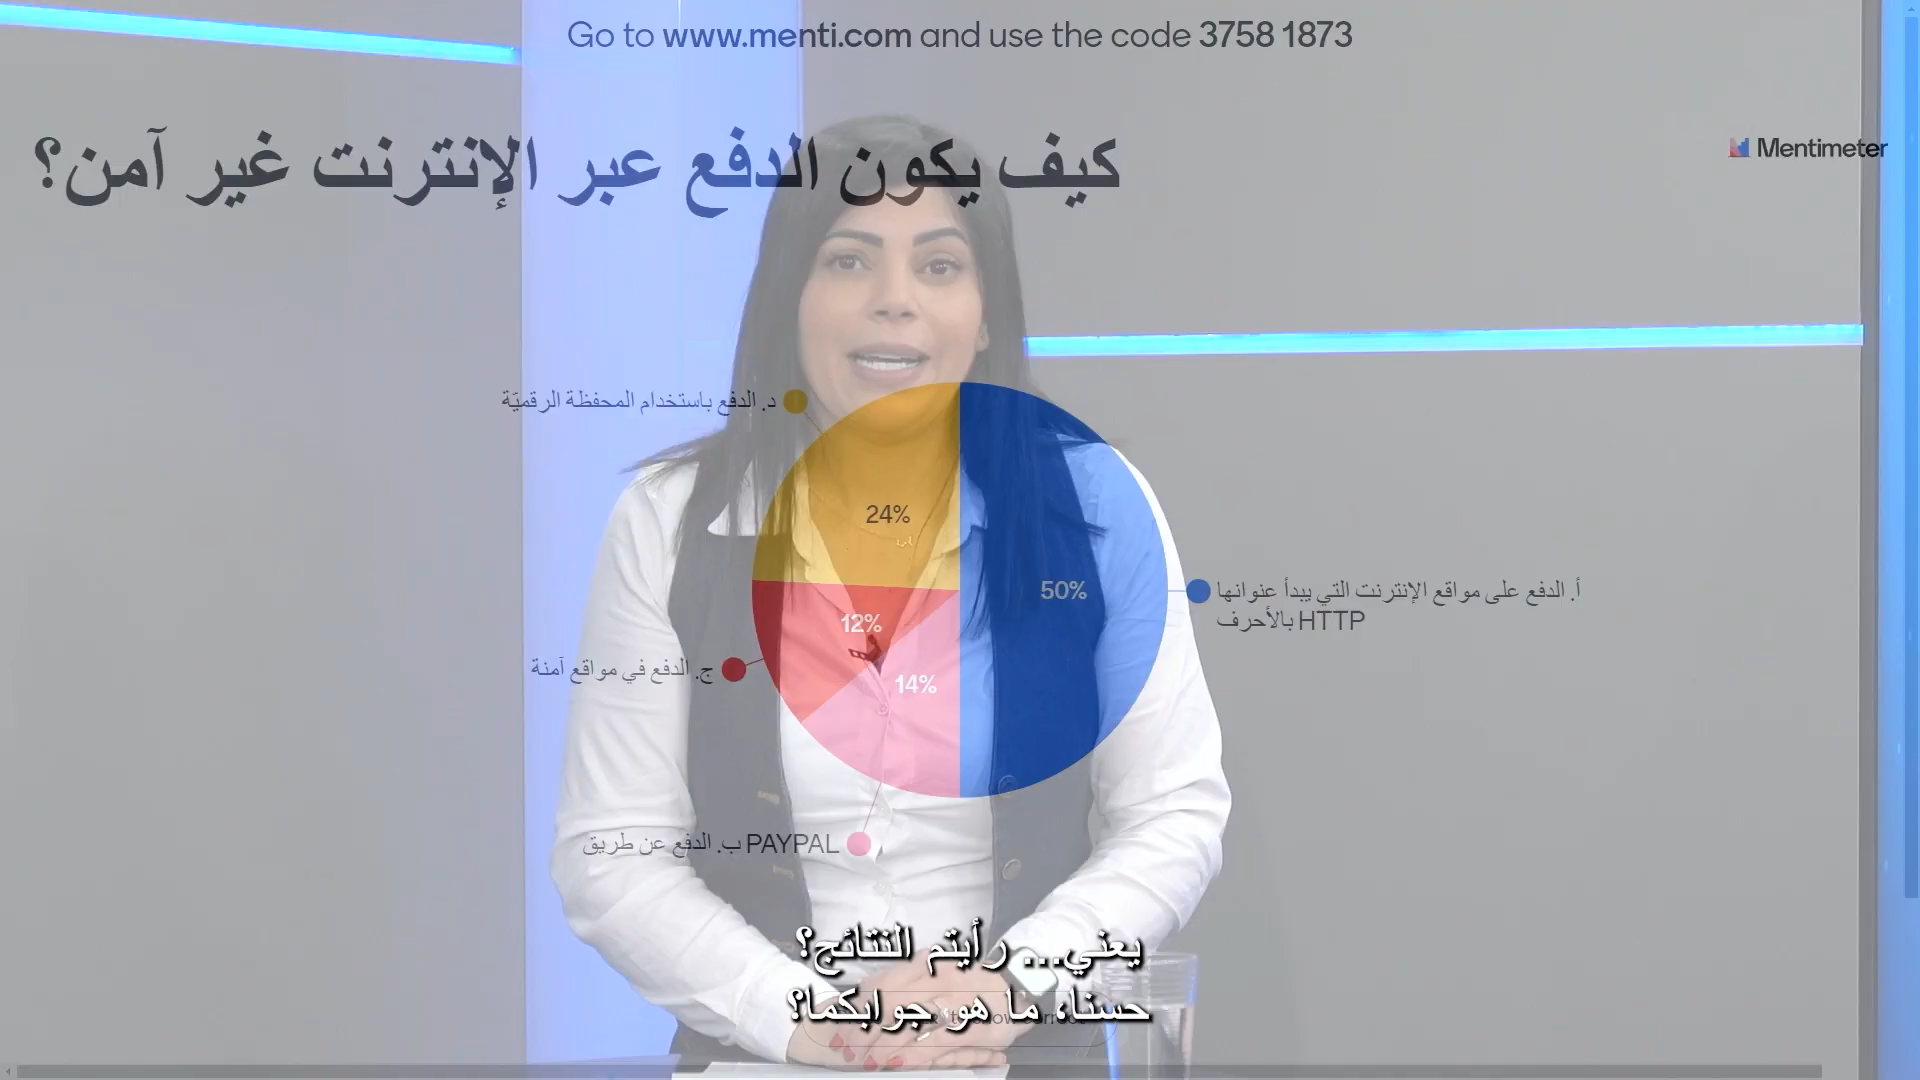 Go to www.menti.com and use the code 3758 1873
Mentimeter
كيف يكون الدفع عبر الإنترنت غير آمن؟
د. الدفع باستخدام المحفظة الرقميّة
24%
50%
أ. الدفع على مواقع الإنترنت التي يبدأ عنوانها
بالأحرف HTTP
12%
ج. الدفع في مواقع آمنة
14%
ب. الدفع عن طريق PAYPAL
يعني... رأيتم النتائج؟
حسنا، ما هو جوابكما؟